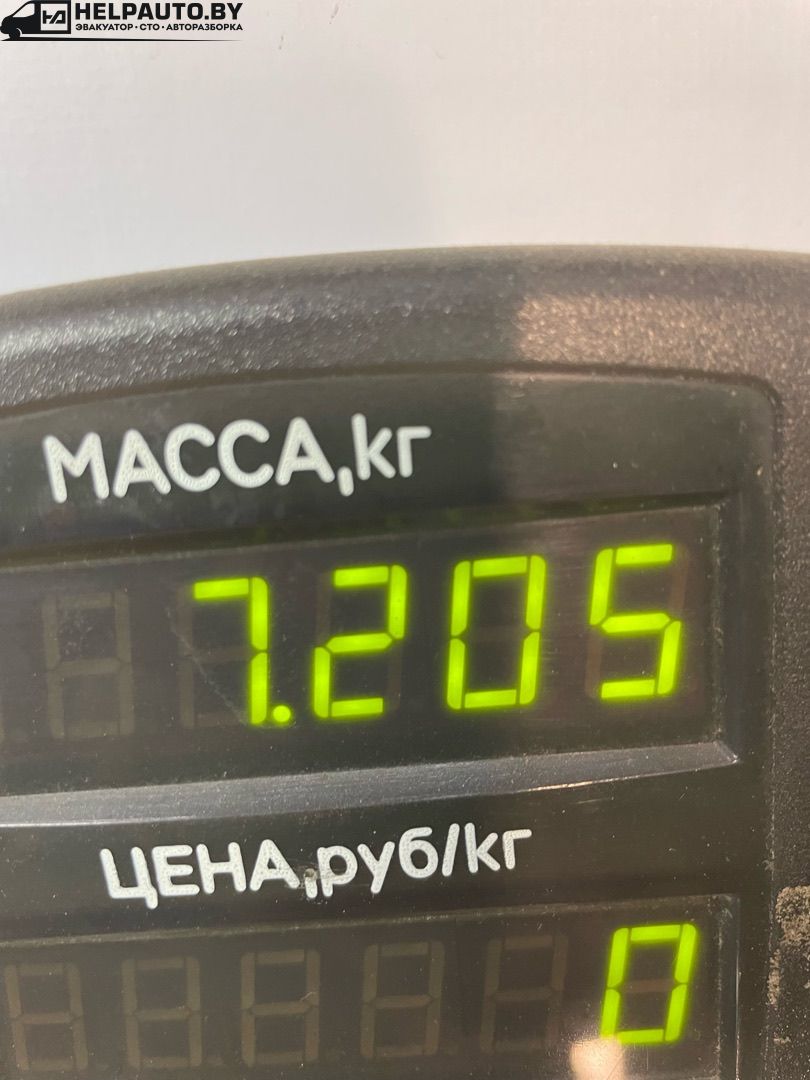 HELPAUTO.BY
ЭВАКУАТОР · СТО · АВТОРАЗБОРКА
МАССА,кг
7.205
ЦЕНА,руб/кг
0